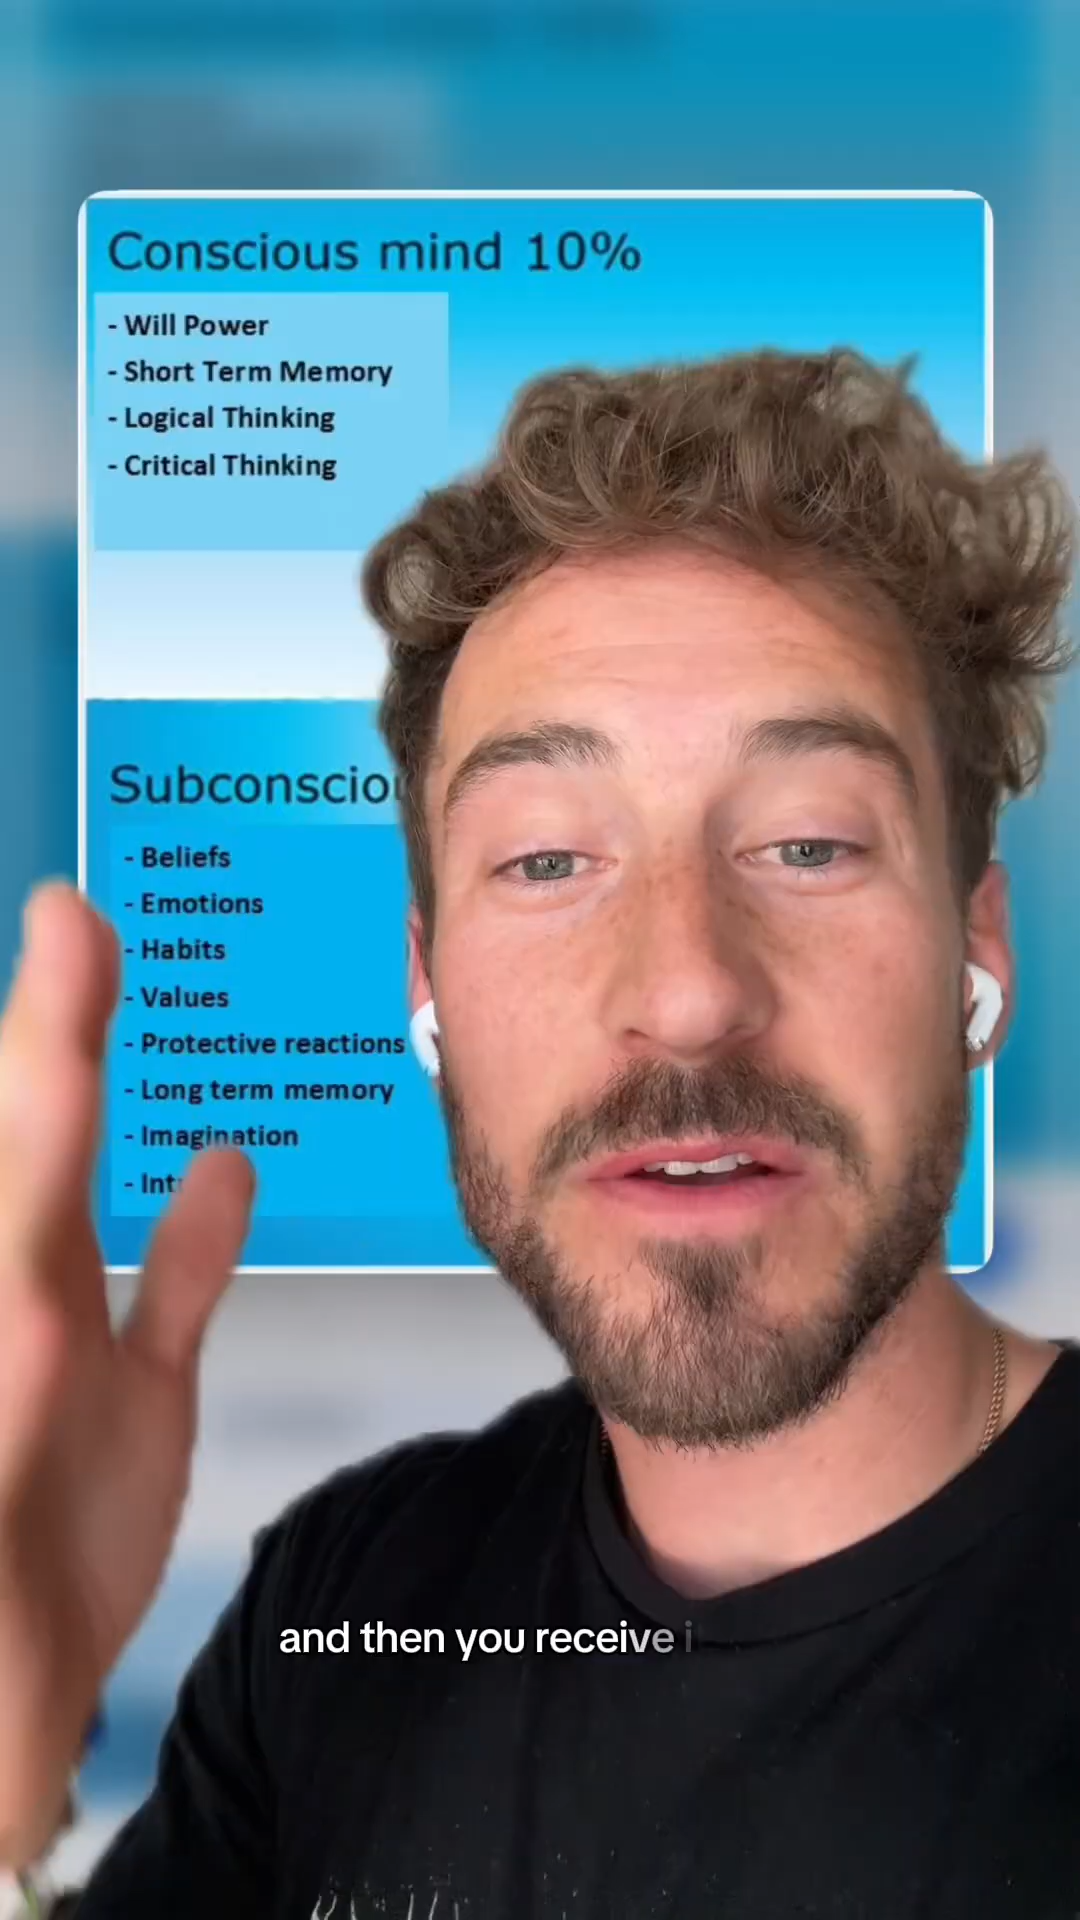 Conscious mind 10%
- Will Power
- Short Term Memory
- Logical Thinking
- Critical Thinking
- Beliefs
- Emotions
- Habits
- Values
- Protective reactions
- Long term memory
- Imagination
and then you receive